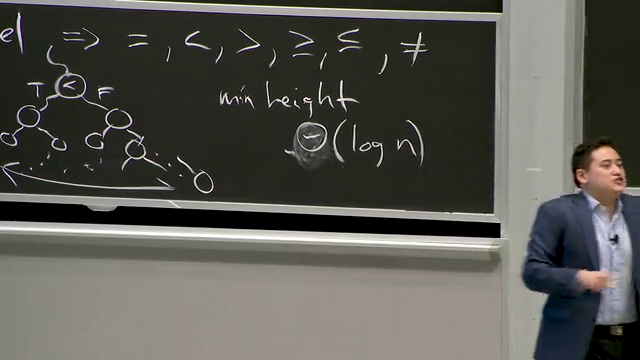 el ⇒ =, <, >, ≥, ≤, ≠
T < F
min height
Θ(log n)